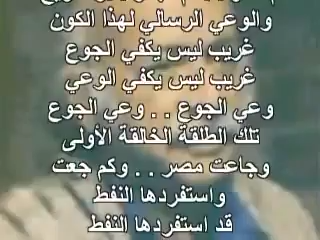 والوعي الرسالي لهذا الكون
غريب ليس يكفي الجوع
غريب ليس يكفي الوعي
وعي الجوع . . وعي الجوع
تلك الطلقة الخالقة الأولى
وجاعت مصر . . وكم جعت
واستفردها النفط
قد استفردها النفط